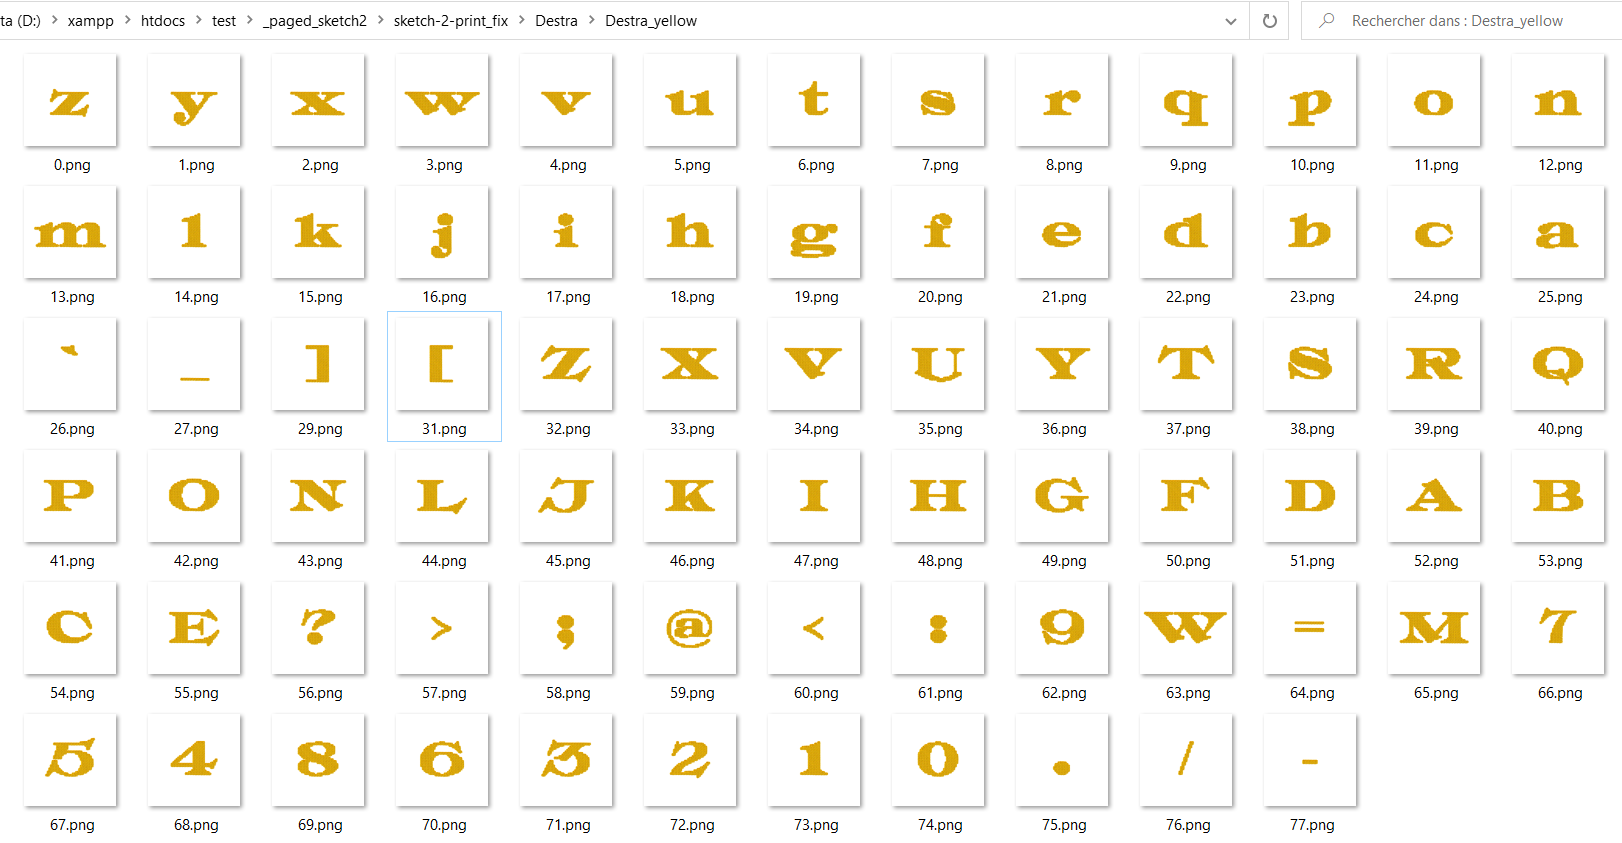 ta (D:) > xampp > htdocs > test > _paged_sketch2 > sketch-2-print_fix > Destra > Destra_yellow
Rechercher dans : Destra_yellow
z y x w v u t s r q p o n
0.png 1.png 2.png 3.png 4.png 5.png 6.png 7.png 8.png 9.png 10.png 11.png 12.png
m l k j i h g f e d b c a
13.png 14.png 15.png 16.png 17.png 18.png 19.png 20.png 21.png 22.png 23.png 24.png 25.png
` _ ] [ Z X V U Y T S R Q
26.png 27.png 29.png 31.png 32.png 33.png 34.png 35.png 36.png 37.png 38.png 39.png 40.png
P O N L J K I H G F D A B
41.png 42.png 43.png 44.png 45.png 46.png 47.png 48.png 49.png 50.png 51.png 52.png 53.png
C E ? > ; @ < : 9 W = M 7
54.png 55.png 56.png 57.png 58.png 59.png 60.png 61.png 62.png 63.png 64.png 65.png 66.png
5 4 8 6 3 2 1 0 . / -
67.png 68.png 69.png 70.png 71.png 72.png 73.png 74.png 75.png 76.png 77.png